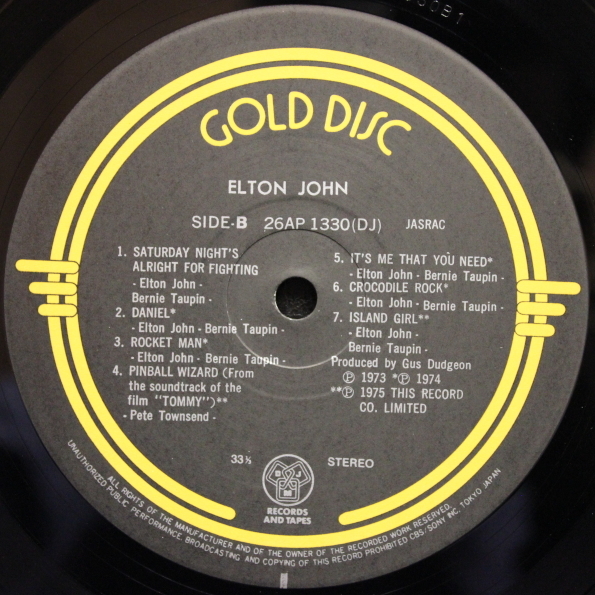 GOLD DISC
ELTON JOHN
SIDE-B 26AP 1330(DJ) JASRAC
1. SATURDAY NIGHT'S
ALRIGHT FOR FIGHTING
- Elton John -
Bernie Taupin -
2. DANIEL*
- Elton John - Bernie Taupin -
3. ROCKET MAN*
- Elton John - Bernie Taupin -
4. PINBALL WIZARD (From
the soundtrack of the
film "TOMMY")**
- Pete Townsend -
5. IT'S ME THAT YOU NEED*
- Elton John - Bernie Taupin -
6. CROCODILE ROCK*
- Elton John - Bernie Taupin -
7. ISLAND GIRL**
- Elton John -
Bernie Taupin -
Produced by Gus Dudgeon
Ⓟ 1973 *Ⓟ 1974
**Ⓟ 1975 THIS RECORD
CO. LIMITED
33⅓ STEREO
DJM
RECORDS
AND TAPES
ALL RIGHTS OF THE MANUFACTURER AND OF THE OWNER OF THE RECORDED WORK RESERVED.
UNAUTHORIZED PUBLIC PERFORMANCE, BROADCASTING AND COPYING OF THIS RECORD PROHIBITED CBS/SONY INC. TOKYO JAPAN